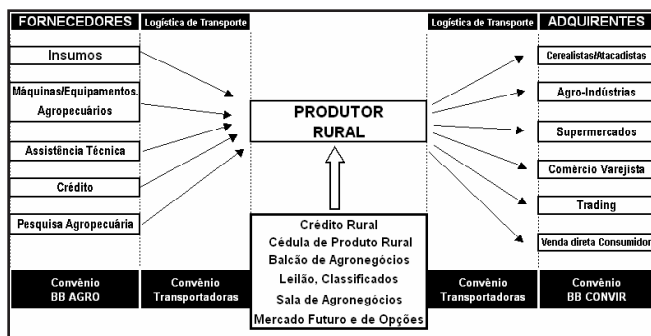 FORNECEDORES
Logística de Transporte
Logística de Transporte
ADQUIRENTES
Insumos
Máquinas/Equipamentos.
Agropecuários
Assistência Técnica
Crédito
Pesquisa Agropecuária
PRODUTOR
RURAL
Crédito Rural
Cédula de Produto Rural
Balcão de Agronegócios
Leilão, Classificados
Sala de Agronegócios
Mercado Futuro e de Opções
Cerealistas/Atacadistas
Agro-Indústrias
Supermercados
Comércio Varejista
Trading
Venda direta Consumidor
Convênio
BB AGRO
Convênio
Transportadoras
Convênio
Transportadoras
Convênio
BB CONVIR